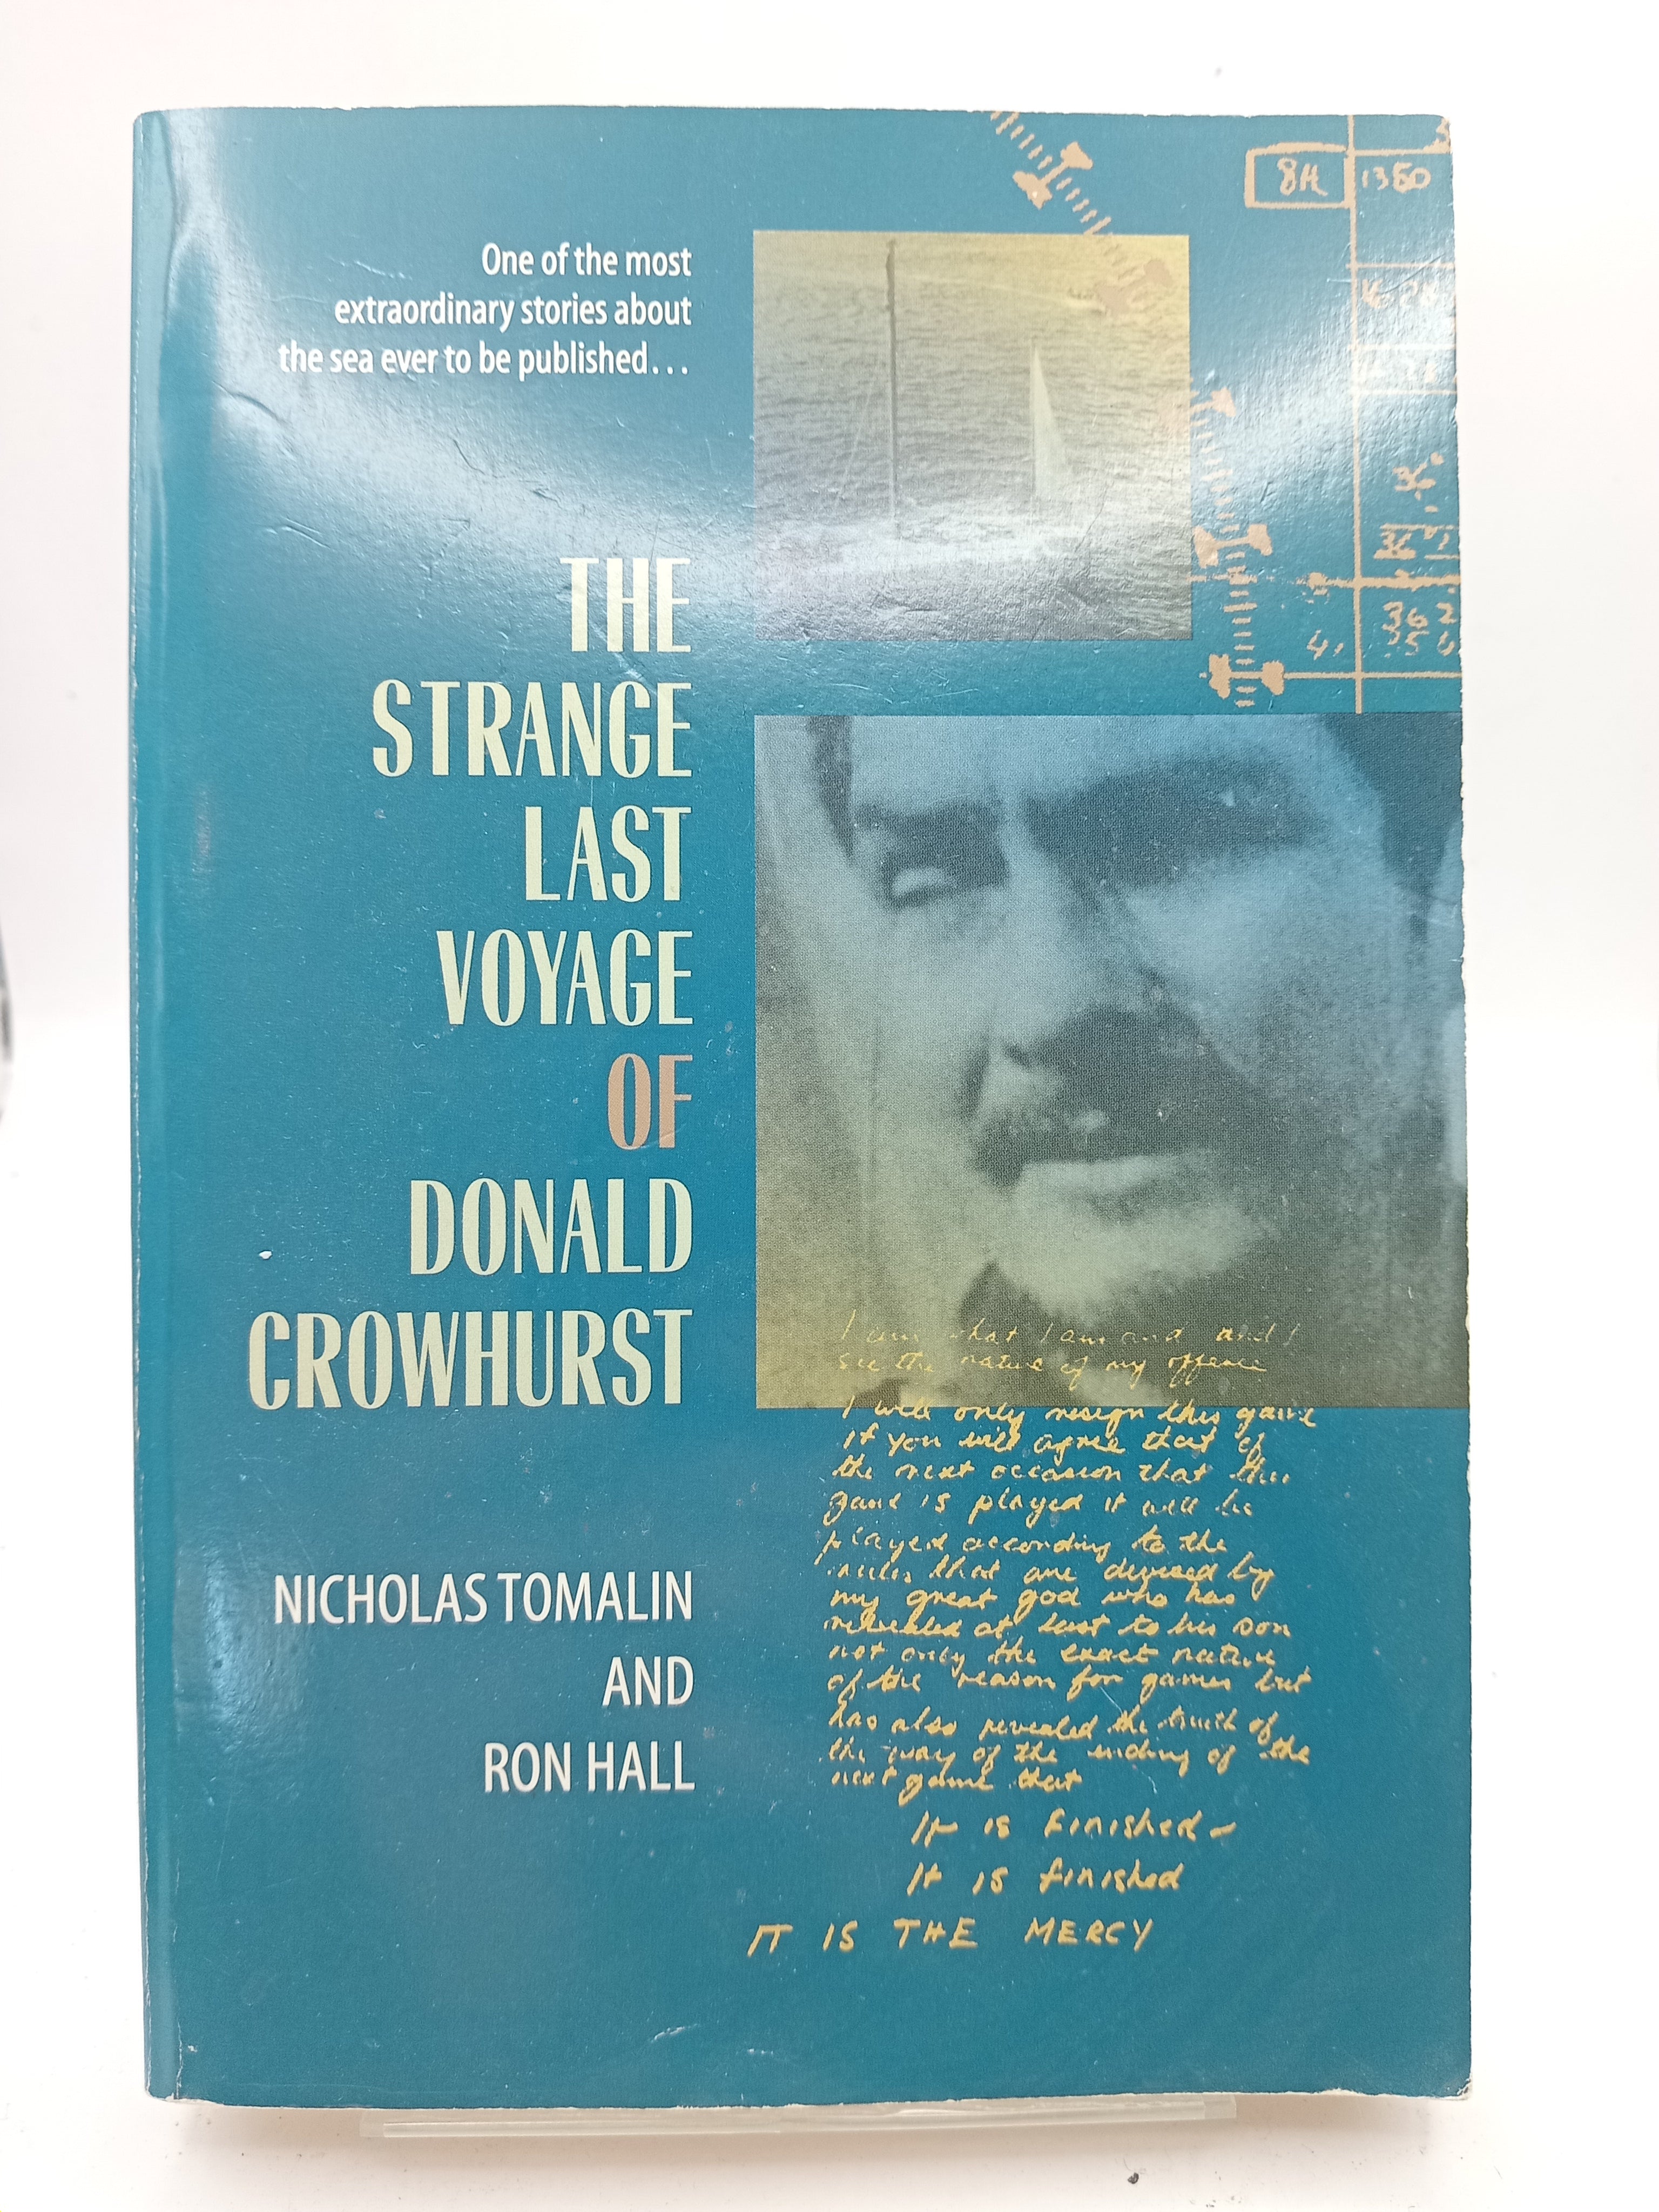 One of the most
extraordinary stories about
the sea ever to be published...
THE
STRANGE
LAST
VOYAGE
OF
DONALD
CROWHURST
NICHOLAS TOMALIN
AND
RON HALL
1380
36 2
I am what I am and and I
see the nature of my offence
I will only resign this game
if you will agree that of
the next occasion that this
game is played it will be
played according to the
rules that are devised by
my great god who has
revealed at last to his son
not only the exact nature
of the reason for games but
has also revealed the truth of
the way of the ending of the
next game that
It is finished -
It is finished
IT IS THE MERCY